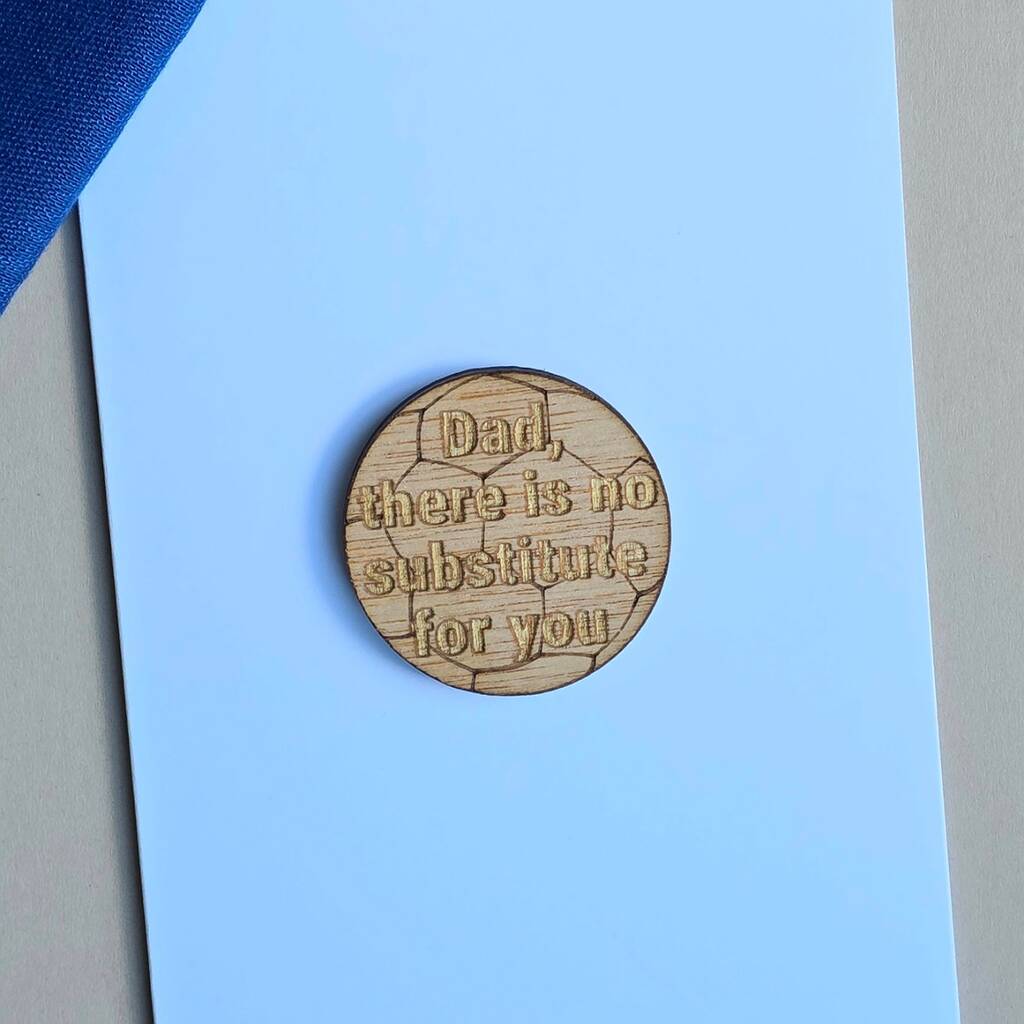 Dad,
there is no
substitute
for you